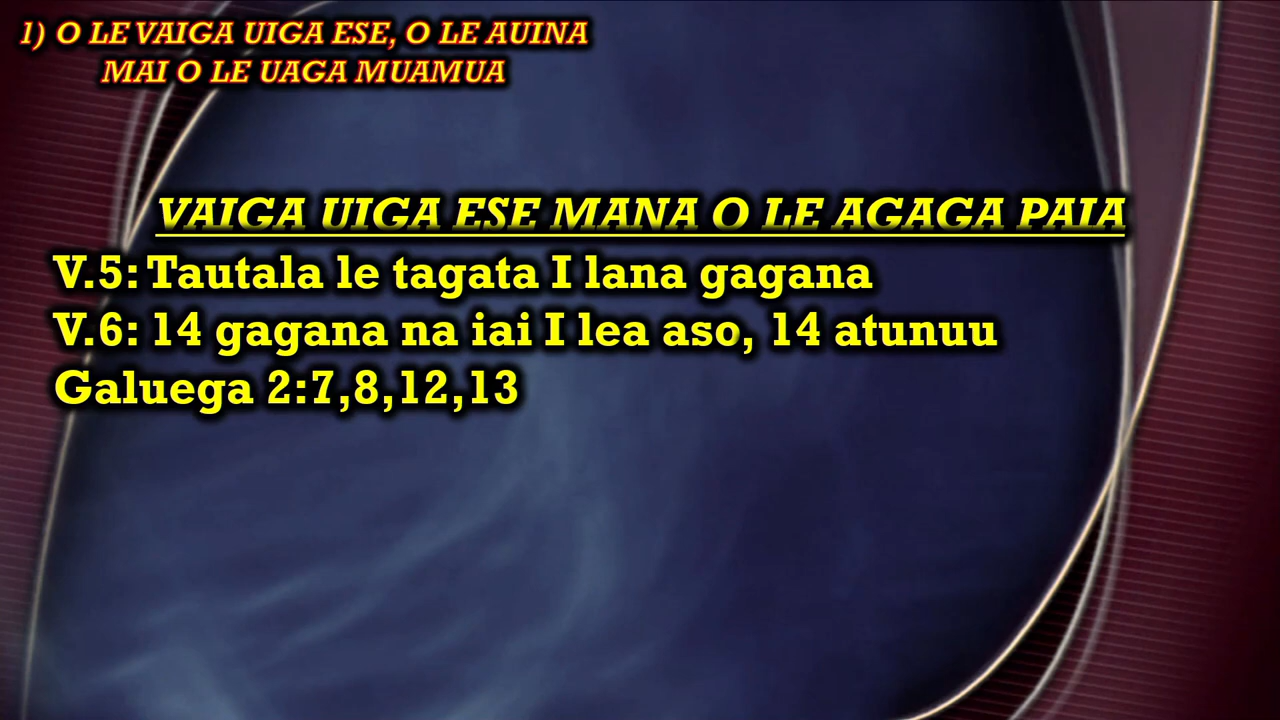 1) O LE VAIGA UIGA ESE, O LE AUINA
MAI O LE UAGA MUAMUA
VAIGA UIGA ESE MANA O LE AGAGA PAIA
V.5: Tautala le tagata I lana gagana
V.6: 14 gagana na iai I lea aso, 14 atunuu
Galuega 2:7,8,12,13